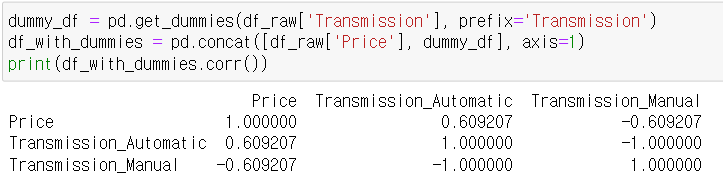 dummy_df = pd.get_dummies(df_raw['Transmission'], prefix='Transmission')
df_with_dummies = pd.concat([df_raw['Price'], dummy_df], axis=1)
print(df_with_dummies.corr())
Price Transmission_Automatic Transmission_Manual
Price 1.000000 0.609207 -0.609207
Transmission_Automatic 0.609207 1.000000 -1.000000
Transmission_Manual -0.609207 -1.000000 1.000000